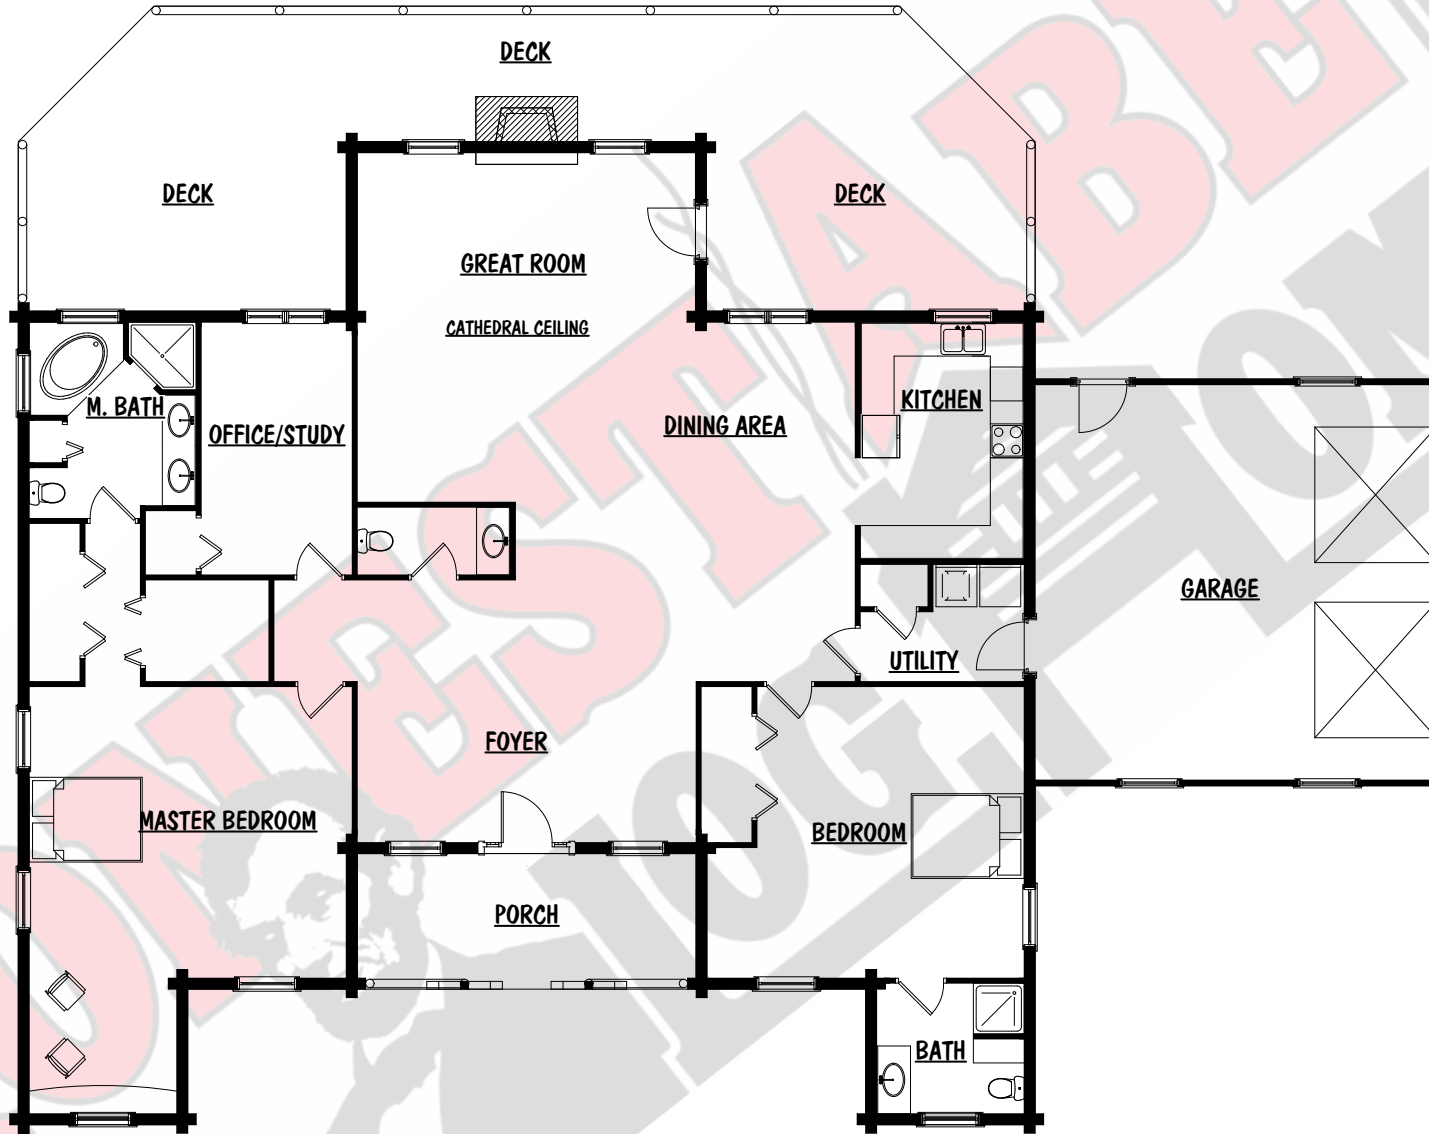 DECK
DECK
DECK
GREAT ROOM
CATHEDRAL CEILING
M. BATH
OFFICE/STUDY
DINING AREA
KITCHEN
GARAGE
UTILITY
FOYER
MASTER BEDROOM
BEDROOM
PORCH
BATH